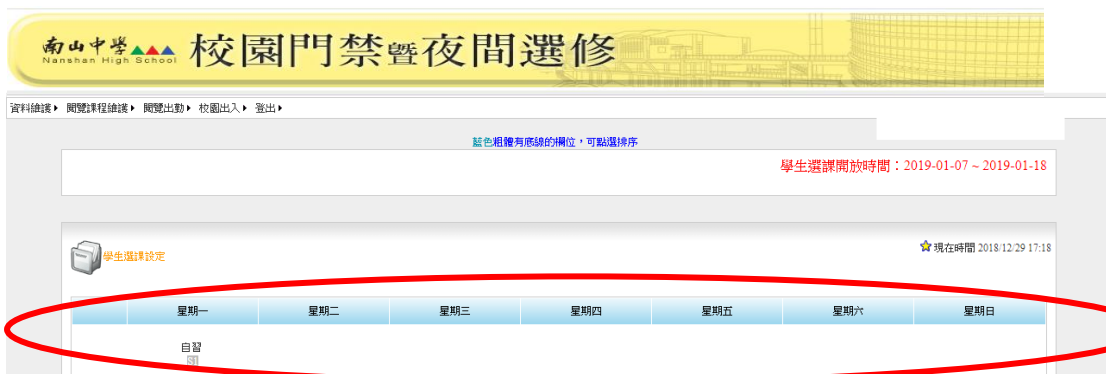 南山中學
Nanshan High School
校園門禁暨夜間選修
資料維護 閱覽課程維護 閱覽出勤 校園出入 登出
藍色粗體有底線的欄位，可點選排序
學生選課開放時間：2019-01-07 ~ 2019-01-18
學生選課設定
現在時間 2018/12/29 17:18
星期一 星期二 星期三 星期四 星期五 星期六 星期日
自習
S1